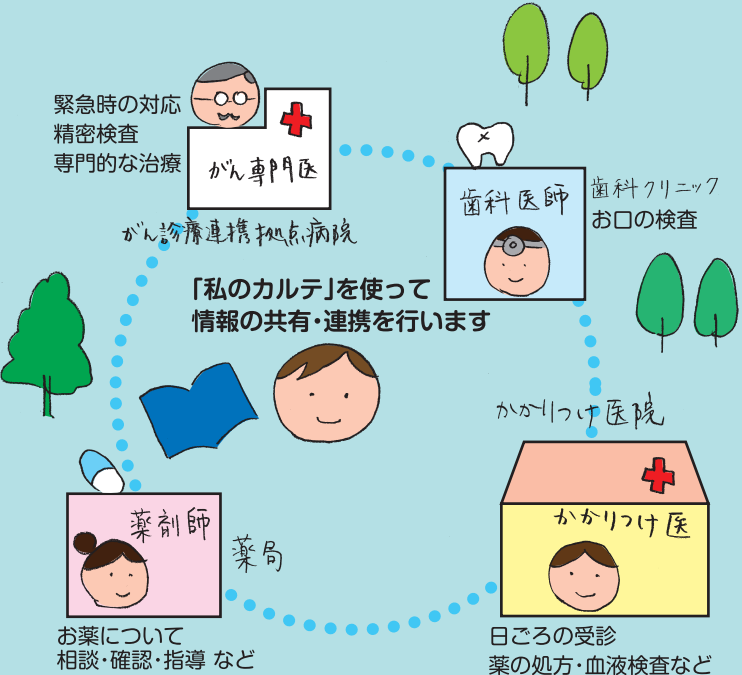 緊急時の対応
精密検査
専門的な治療
がん専門医
がん診療連携拠点病院
歯科医師
歯科クリニック
お口の検査
「私のカルテ」を使って
情報の共有・連携を行います
かかりつけ医院
かかりつけ医
日ごろの受診
薬の処方・血液検査など
薬剤師
薬局
お薬について
相談・確認・指導 など